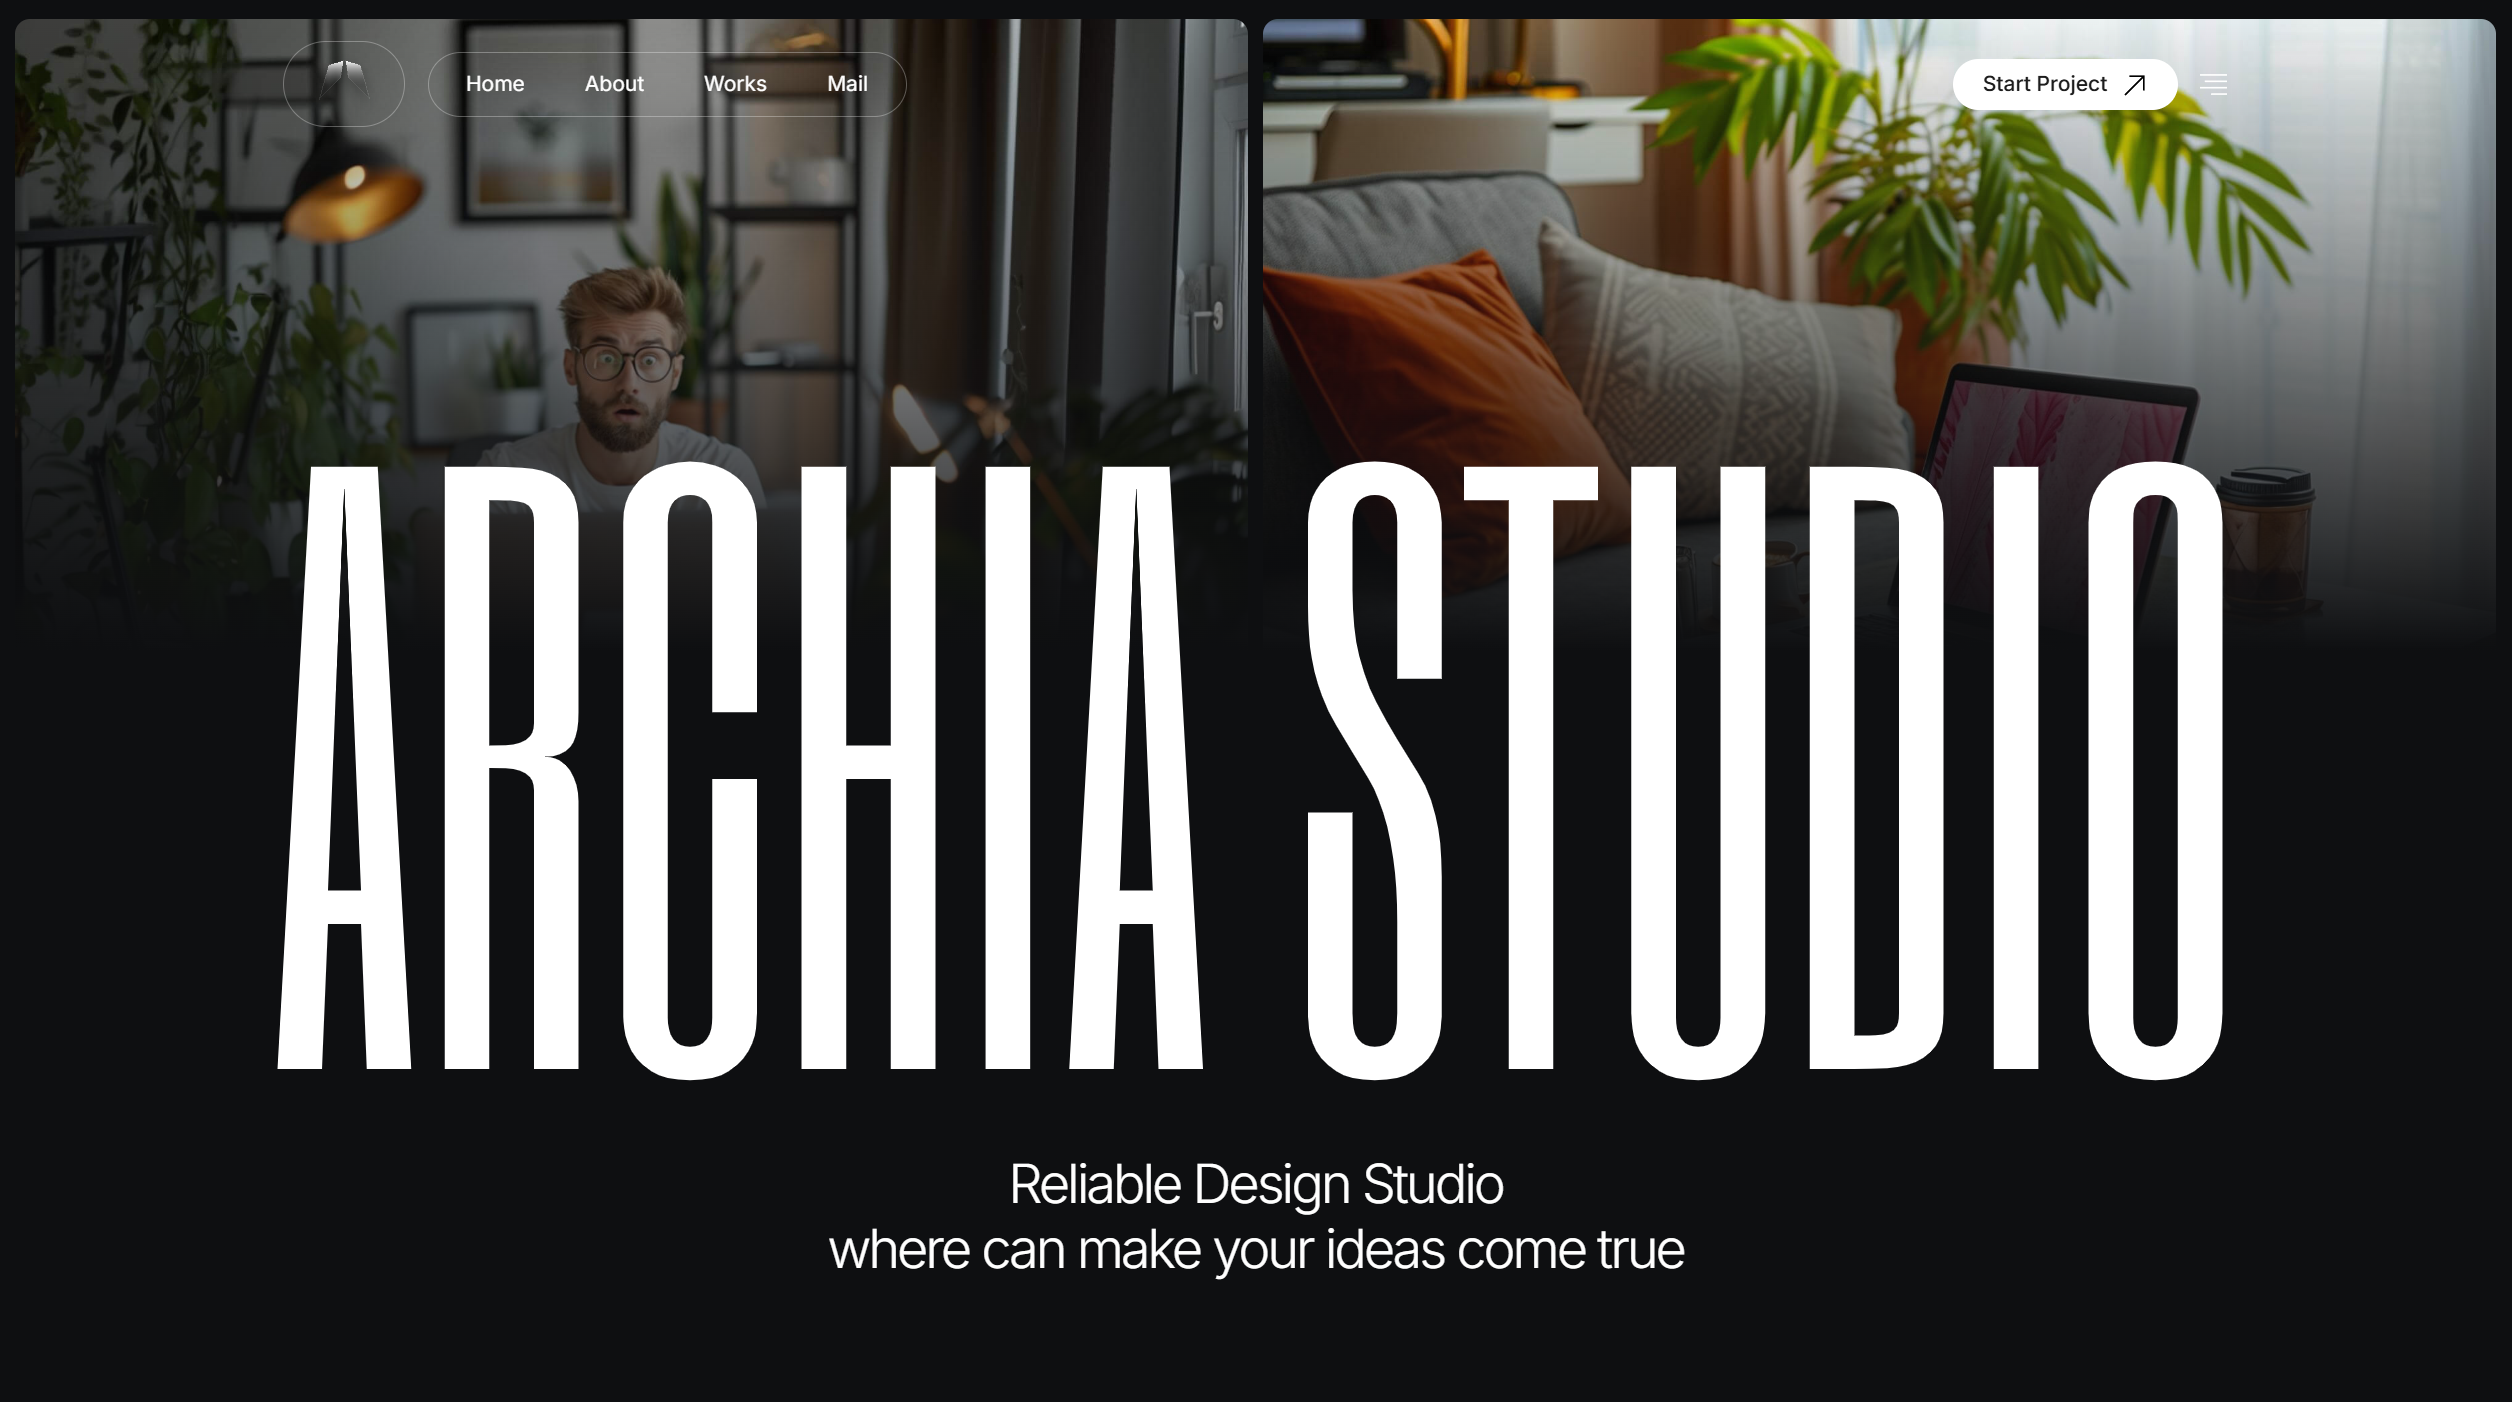 Home About Works Mail Start Project
ARCHIA STUDIO
Reliable Design Studio
where can make your ideas come true